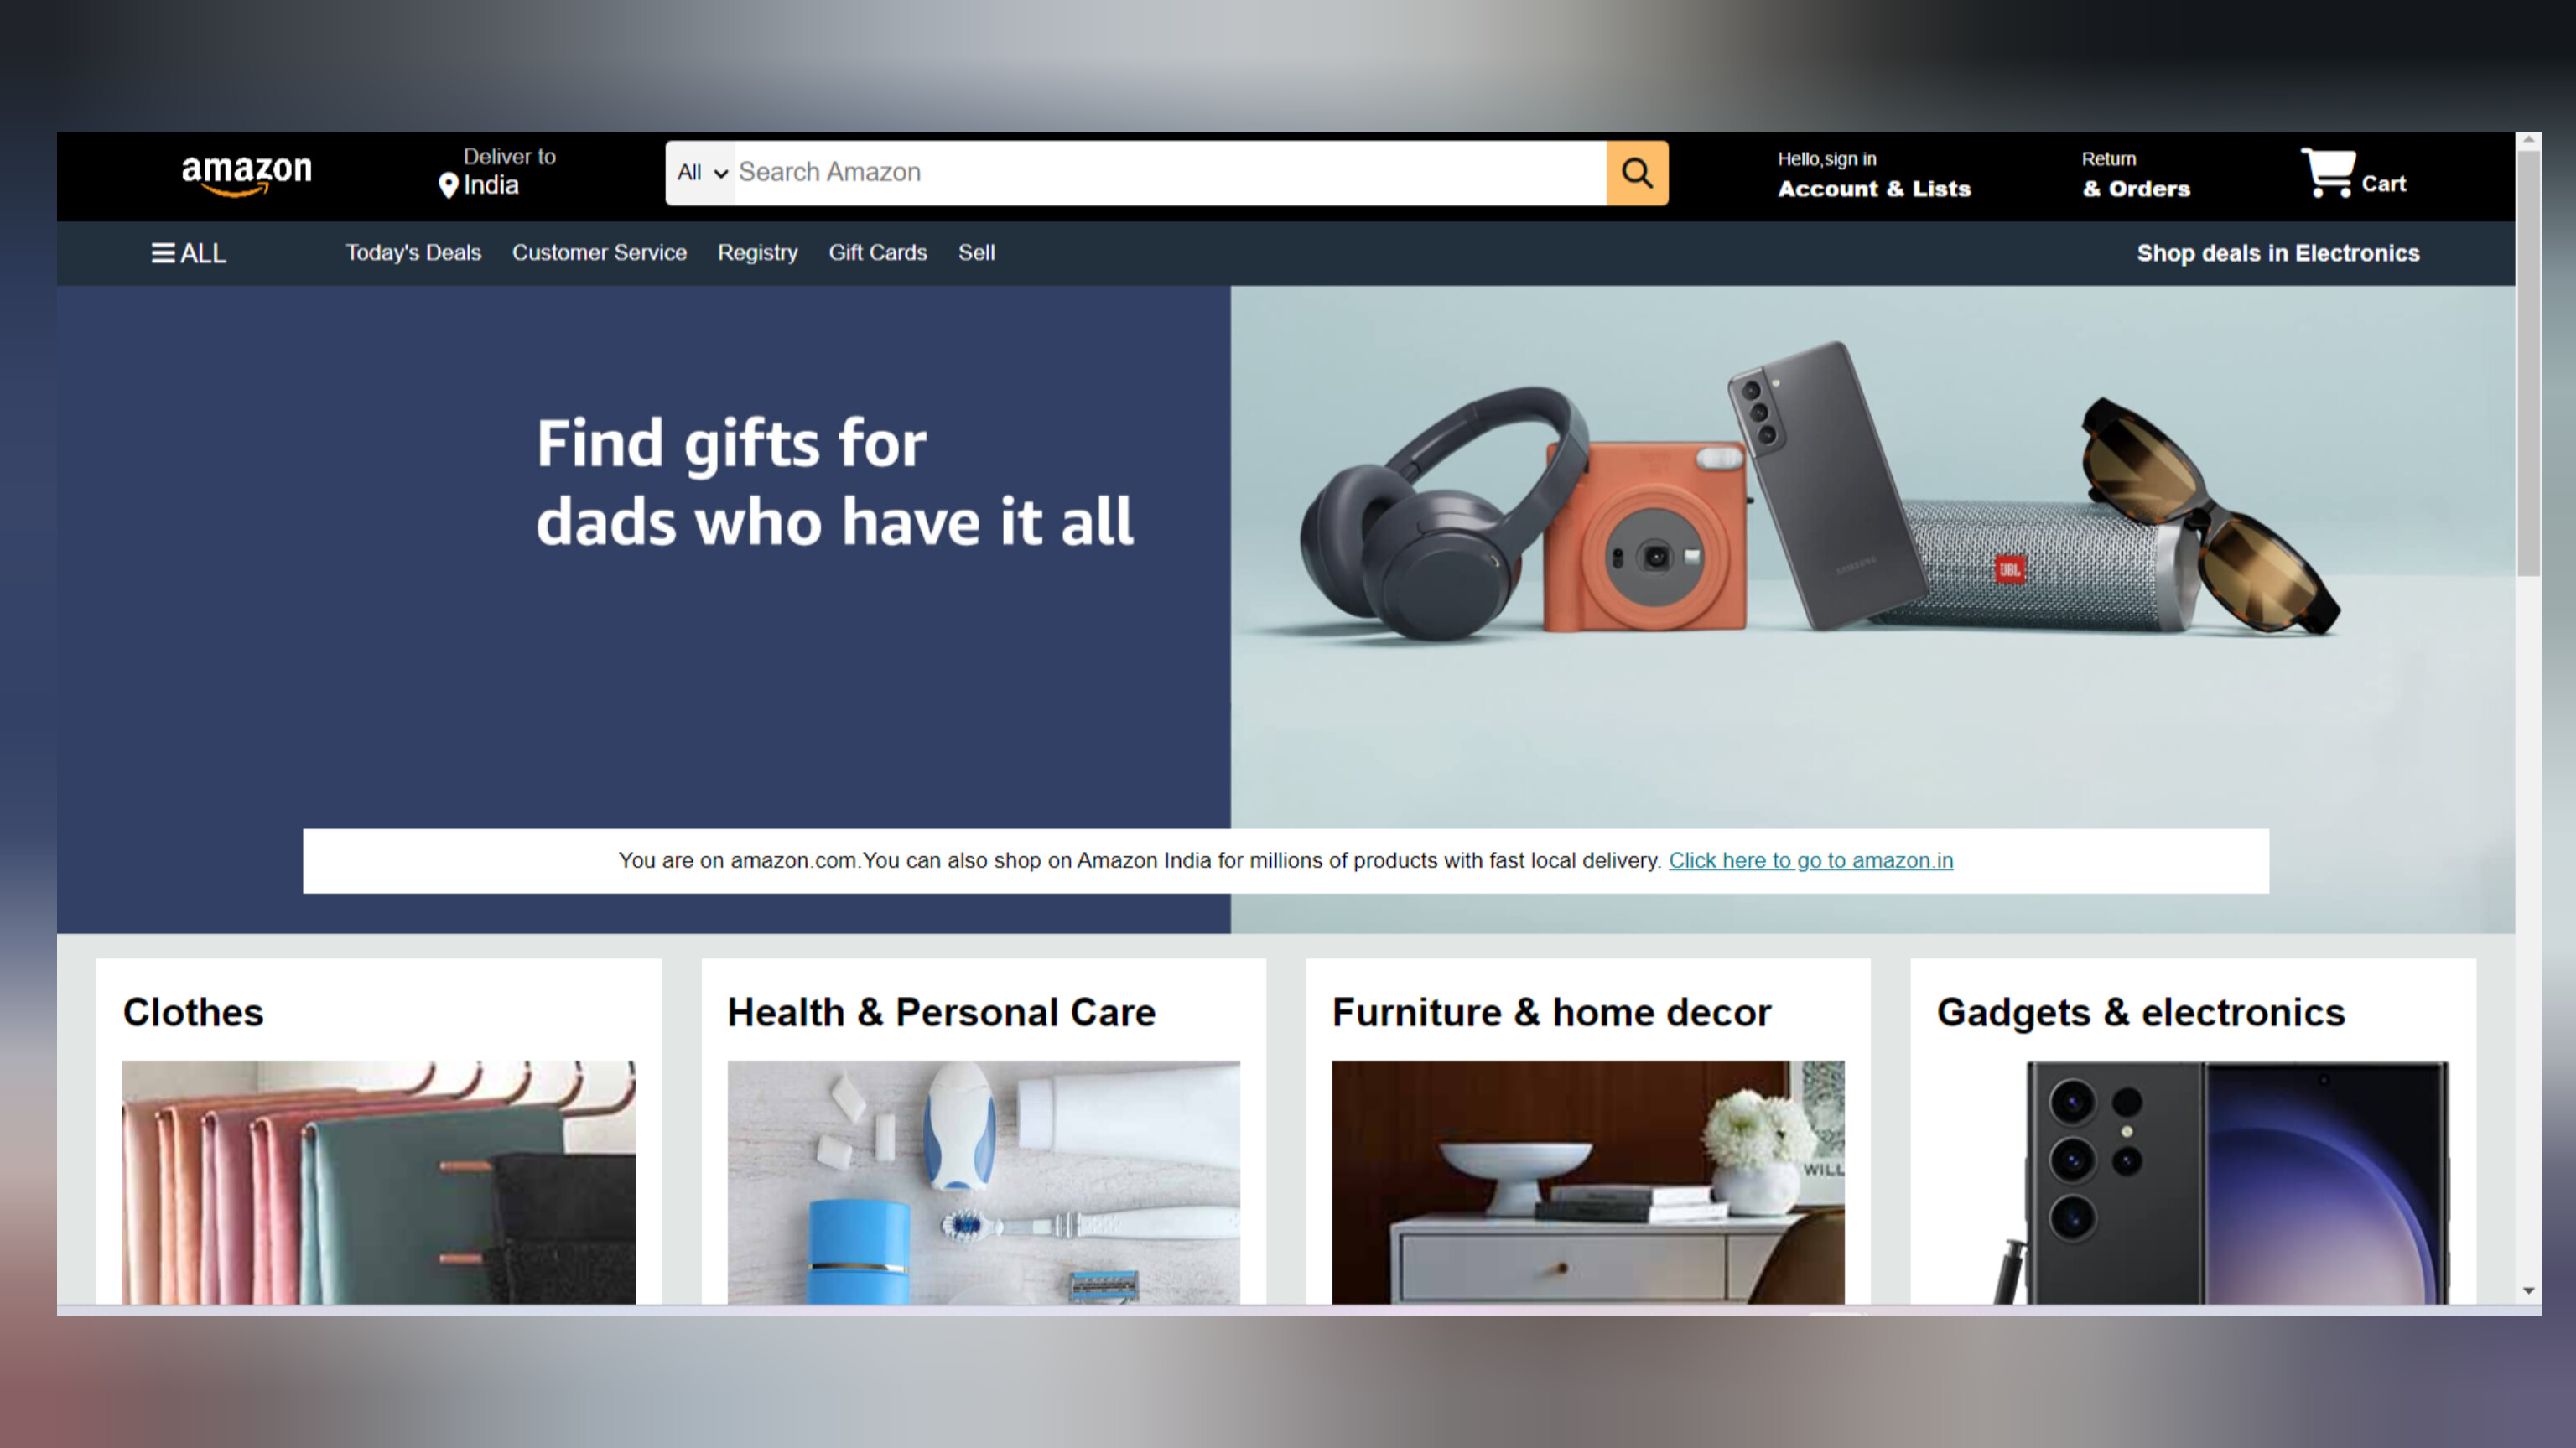 amazon
Deliver to
India
All
Search Amazon
Hello,sign in
Account & Lists
Return
& Orders
Cart
ALL
Today's Deals
Customer Service
Registry
Gift Cards
Sell
Shop deals in Electronics
Find gifts for
dads who have it all
SAMSUNG
JBL
You are on amazon.com.You can also shop on Amazon India for millions of products with fast local delivery. Click here to go to amazon.in
Clothes
Health & Personal Care
Furniture & home decor
Gadgets & electronics
WILL